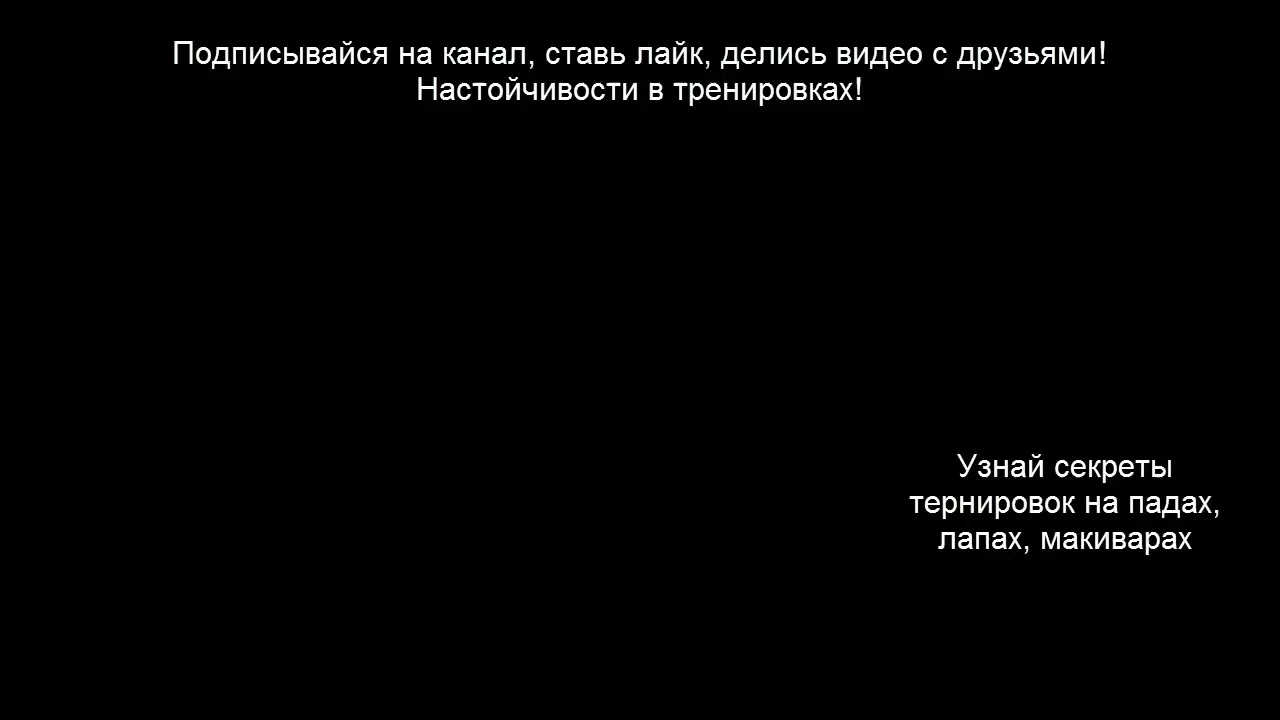 Подписывайся на канал, ставь лайк, делись видео с друзьями!
Настойчивости в тренировках!
Узнай секреты
тернировок на падах,
лапах, макиварах